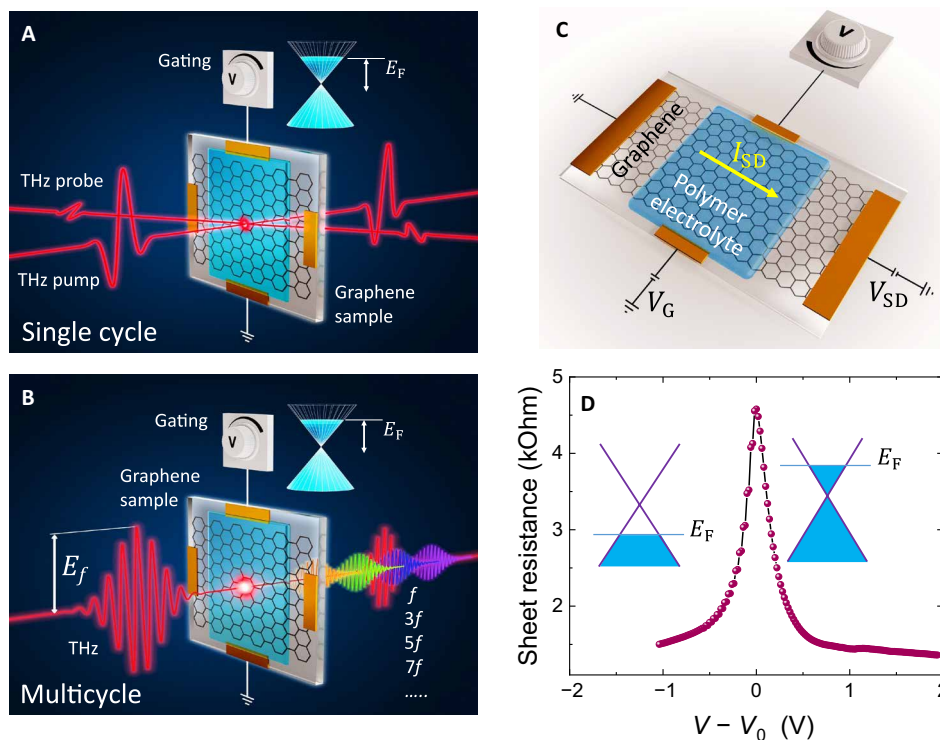 A
Gating
V
E_F
THz probe
THz pump
Graphene
sample
Single cycle
B
Gating
V
E_F
Graphene
sample
E_f
THz
f
3f
5f
7f
.....
Multicycle
C
V
Graphene
I_SD
Polymer
electrolyte
V_G
V_SD
D
Sheet resistance (kOhm)
5
4
3
2
1
E_F
E_F
−2 −1 0 1 2
V − V_0 (V)